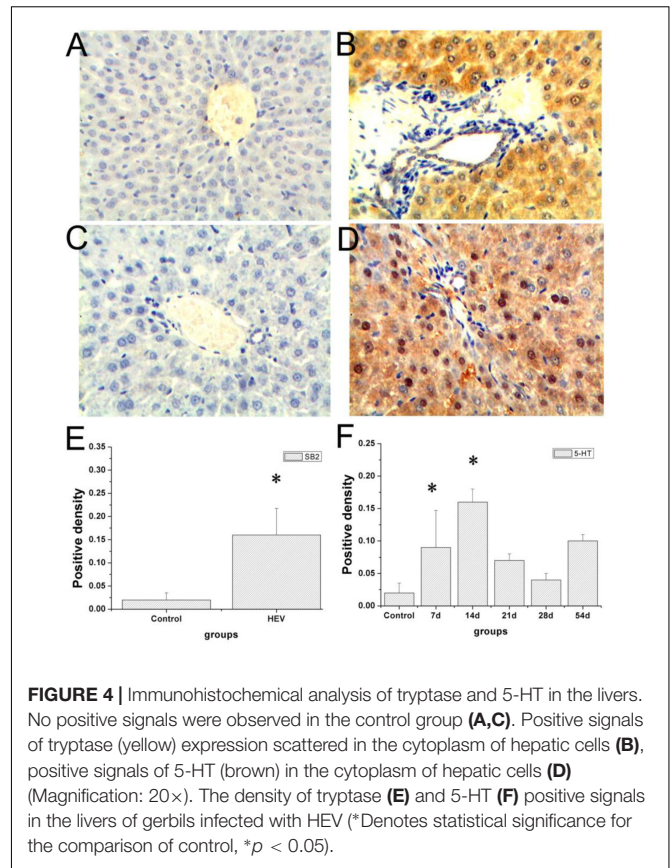 A
B
C
D
E
0.35
0.30
0.25
0.20
0.15
0.10
0.05
0.00
Positive density
SB2
*
Control
HEV
groups
F
0.25
0.20
0.15
0.10
0.05
0.00
Positive density
5-HT
*
*
Control
7d
14d
21d
28d
54d
groups
FIGURE 4 | Immunohistochemical analysis of tryptase and 5-HT in the livers.
No positive signals were observed in the control group (A,C). Positive signals
of tryptase (yellow) expression scattered in the cytoplasm of hepatic cells (B),
positive signals of 5-HT (brown) in the cytoplasm of hepatic cells (D)
(Magnification: 20×). The density of tryptase (E) and 5-HT (F) positive signals
in the livers of gerbils infected with HEV (*Denotes statistical significance for
the comparison of control, *p < 0.05).